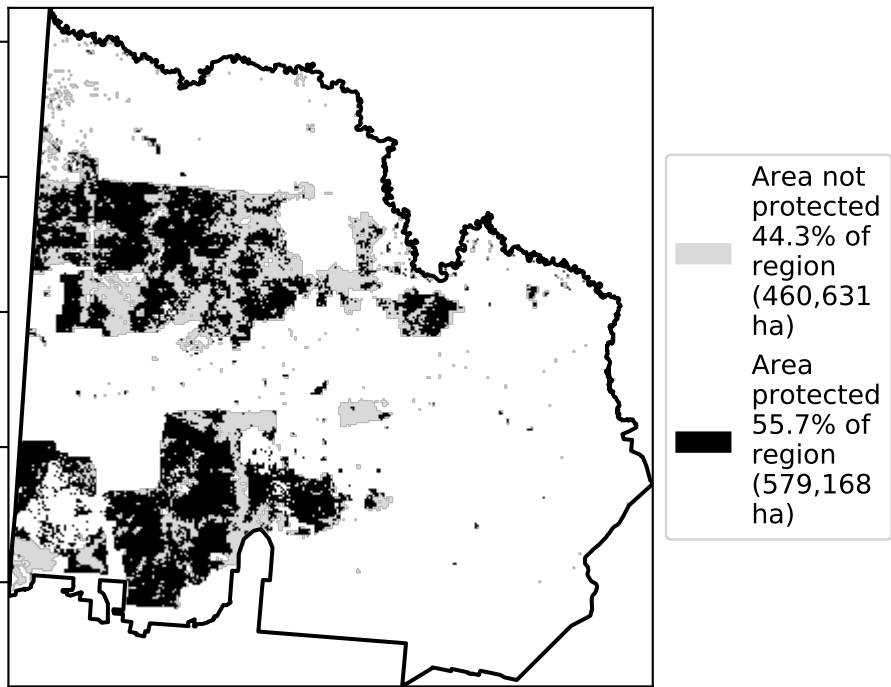 Area not
protected
44.3% of
region
(460,631
ha)
Area
protected
55.7% of
region
(579,168
ha)